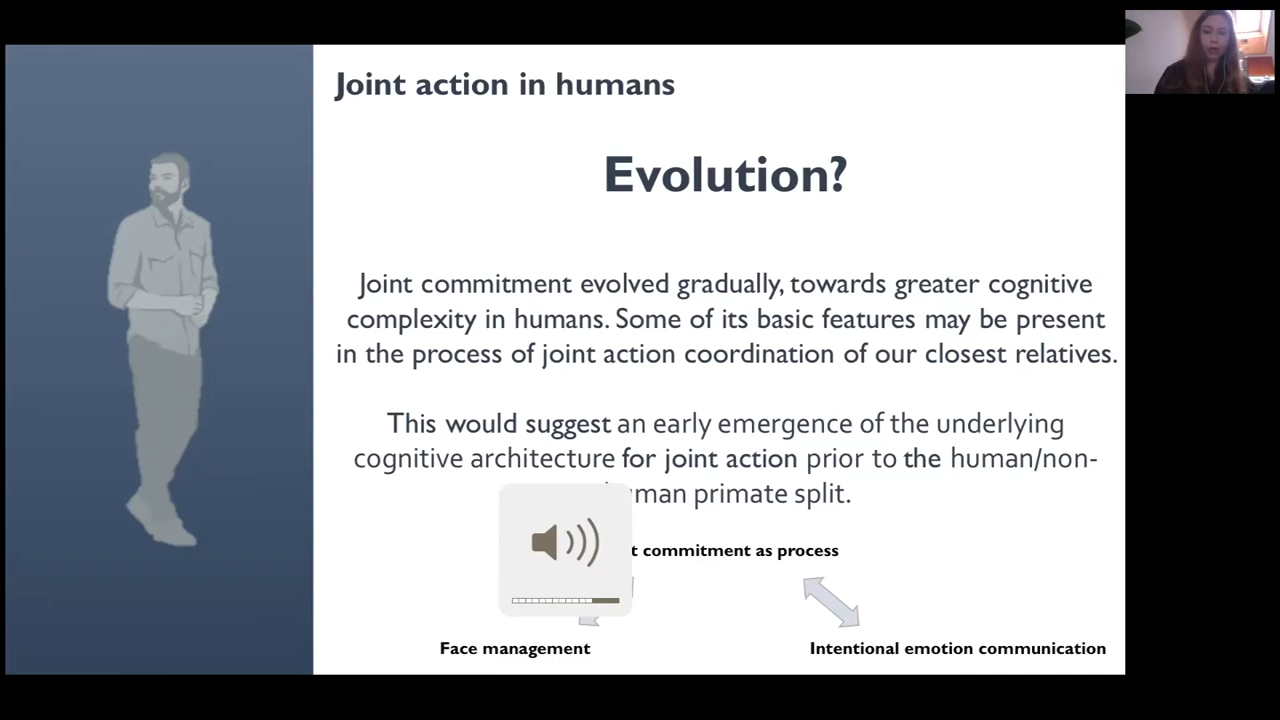 Joint action in humans
Evolution?
Joint commitment evolved gradually, towards greater cognitive
complexity in humans. Some of its basic features may be present
in the process of joint action coordination of our closest relatives.
This would suggest an early emergence of the underlying
cognitive architecture for joint action prior to the human/non-
uman primate split.
t commitment as process
Face management
Intentional emotion communication